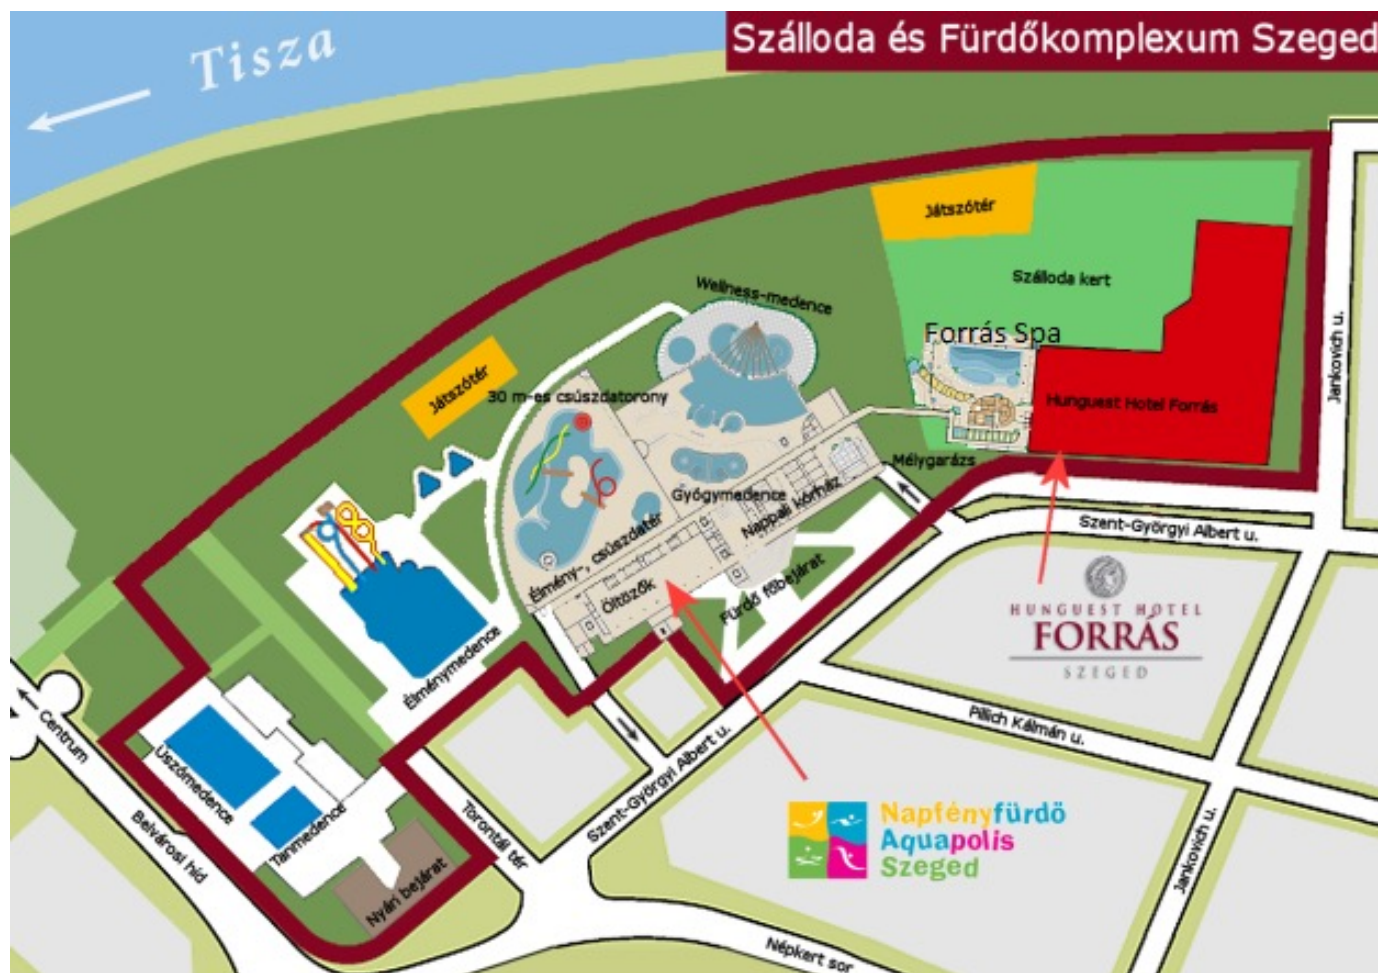 Szálloda és Fürdőkomplexum Szeged
Tisza
Játszótér
Szálloda kert
Wellness-medence
Forrás Spa
Jankovich u.
Játszótér
30 m-es csúszdatorony
Hunguest Hotel Forrás
Mélygarázs
Gyógymedence
Nappali kórház
Élmény-, csúszdatér
Öltözők
Fürdő főbejárat
Szent-Györgyi Albert u.
HUNGUEST HOTEL
FORRÁS
SZEGED
Élménymedence
Centrum
Úszómedence
Tanmedence
Belvárosi híd
Nyári bejárat
Torontál tér
Szent-Györgyi Albert u.
Pillich Kálmán u.
Jankovich u.
Napfényfürdő
Aquapolis
Szeged
Népkert sor